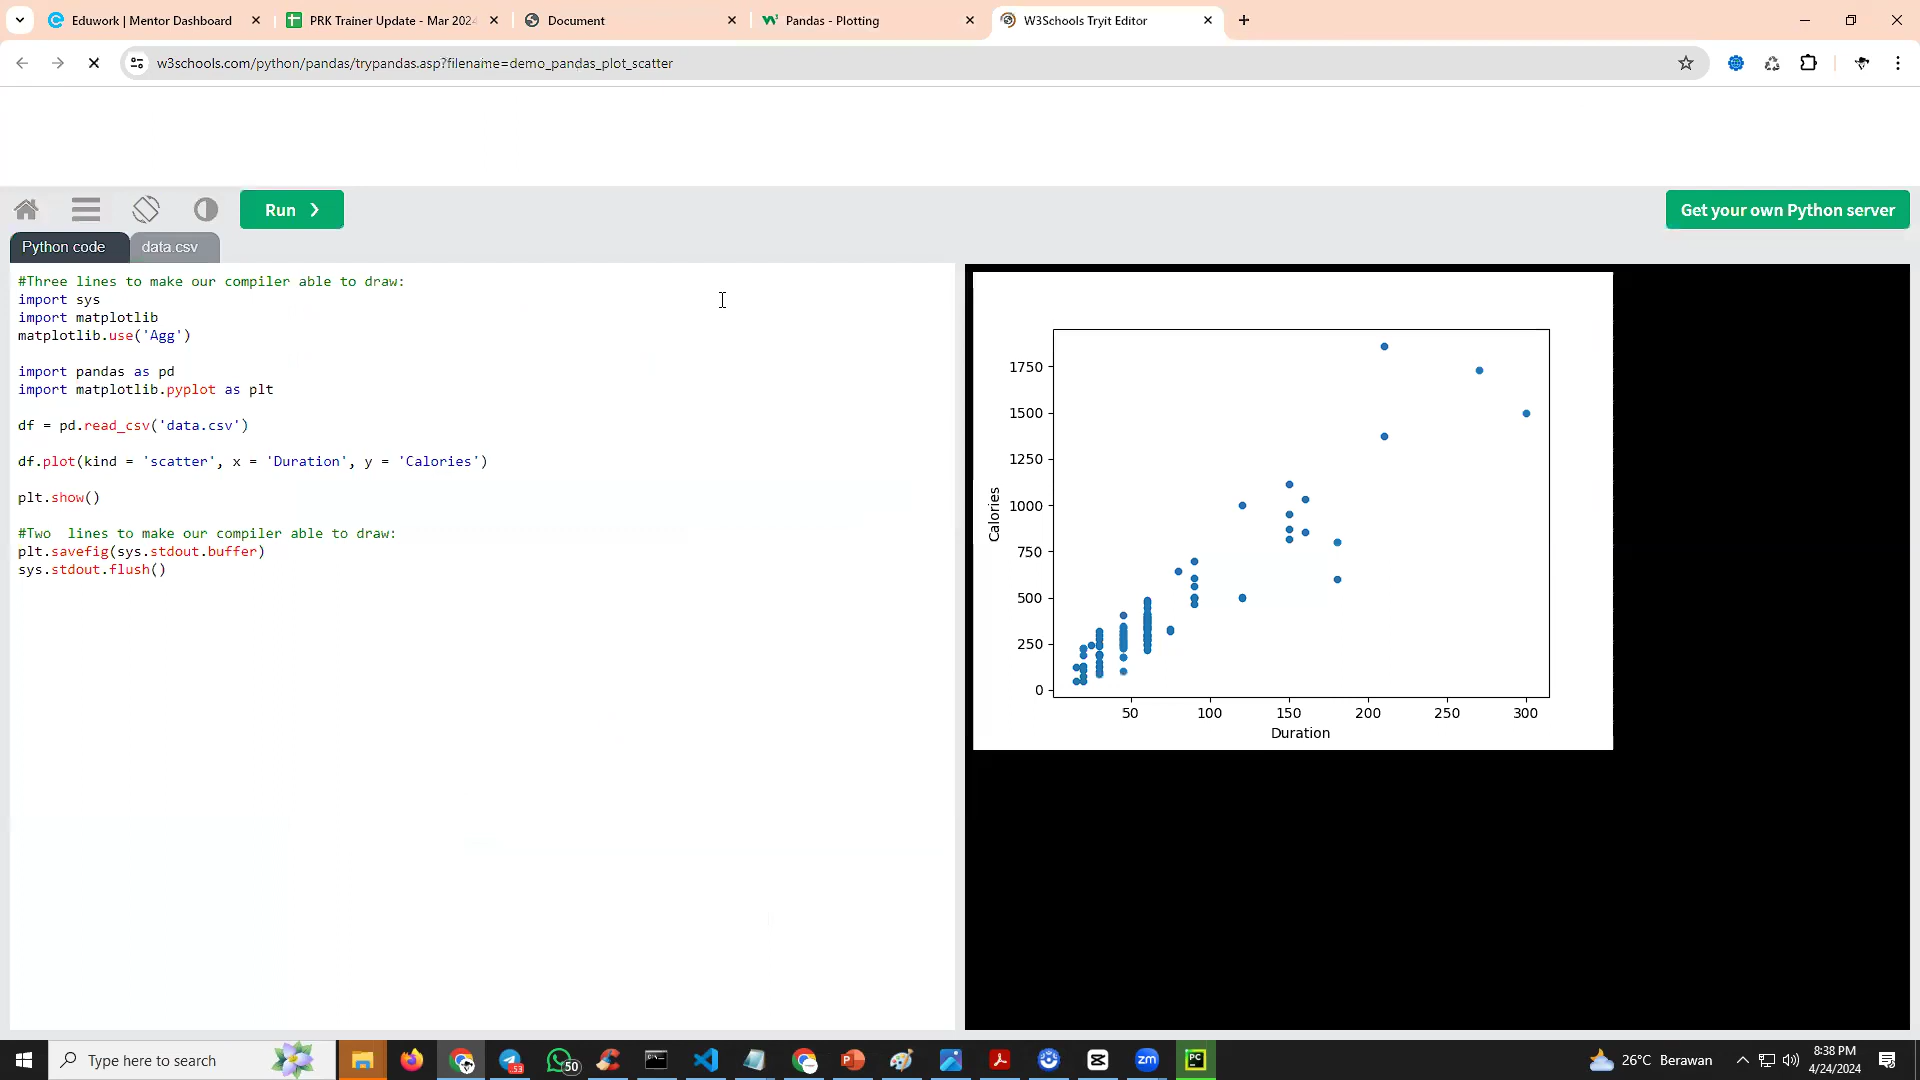 Eduwork | Mentor Dashboard
PRK Trainer Update - Mar 2024
Document
Pandas - Plotting
W3Schools Tryit Editor
w3schools.com/python/pandas/trypandas.asp?filename=demo_pandas_plot_scatter
Run ❯
Get your own Python server
Python code
data.csv
#Three lines to make our compiler able to draw:
import sys
import matplotlib
matplotlib.use('Agg')
import pandas as pd
import matplotlib.pyplot as plt
df = pd.read_csv('data.csv')
df.plot(kind = 'scatter', x = 'Duration', y = 'Calories')
plt.show()
#Two  lines to make our compiler able to draw:
plt.savefig(sys.stdout.buffer)
sys.stdout.flush()
1750
1500
1250
1000
750
500
250
0
Calories
50 100 150 200 250 300
Duration
Type here to search
53
50
zm
PC
26°C Berawan
8:38 PM
4/24/2024